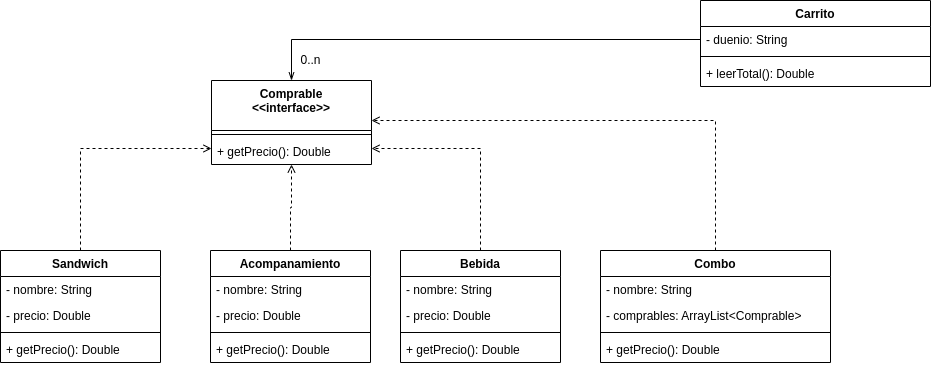 Carrito
- duenio: String
+ leerTotal(): Double
0..n
Comprable
<<interface>>
+ getPrecio(): Double
Sandwich
- nombre: String
- precio: Double
+ getPrecio(): Double
Acompanamiento
- nombre: String
- precio: Double
+ getPrecio(): Double
Bebida
- nombre: String
- precio: Double
+ getPrecio(): Double
Combo
- nombre: String
- comprables: ArrayList<Comprable>
+ getPrecio(): Double